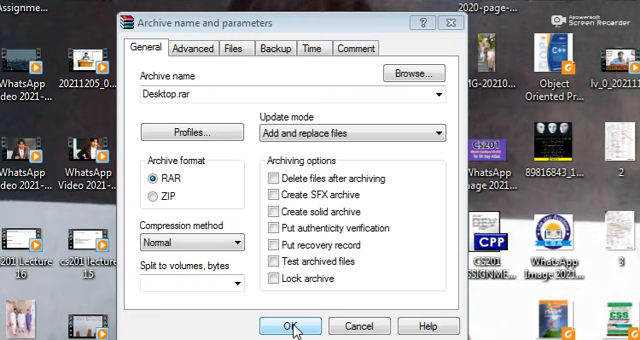 Assignme...
2020-page-...
Apowersoft
Screen Recorder
Archive name and parameters
General
Advanced
Files
Backup
Time
Comment
Archive name
Browse...
Desktop.rar
Profiles...
Update mode
Add and replace files
Archive format
RAR
ZIP
Compression method
Normal
Split to volumes, bytes
Archiving options
Delete files after archiving
Create SFX archive
Create solid archive
Put authenticity verification
Put recovery record
Test archived files
Lock archive
OK
Cancel
Help
WhatsApp
Video 2021-...
20211205_0...
WhatsApp
Video 2021-...
WhatsApp
Video 2021-...
201 Lecture
16
cs201 lecture
15
MG-20210...
Object
Oriented Pr...
lv_0_202111...
Cs201
WhatsApp
Image 2021...
89816843_1...
2
CPP
CS201
ASSIGNME...
WhatsApp
Image 2021...
3
CSS